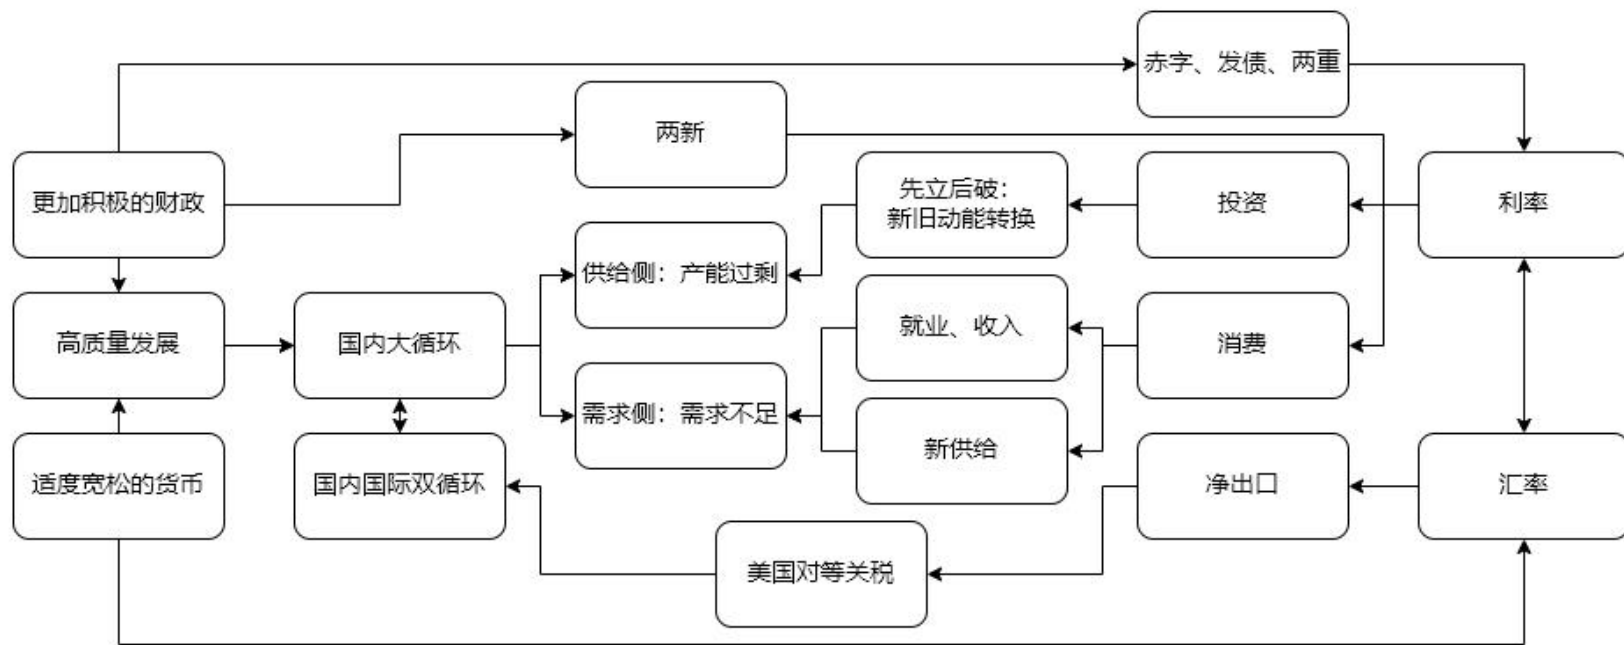 赤字、发债、两重
两新
更加积极的财政
先立后破：
新旧动能转换
投资
利率
供给侧：产能过剩
高质量发展
国内大循环
就业、收入
消费
需求侧：需求不足
适度宽松的货币
国内国际双循环
新供给
净出口
汇率
美国对等关税